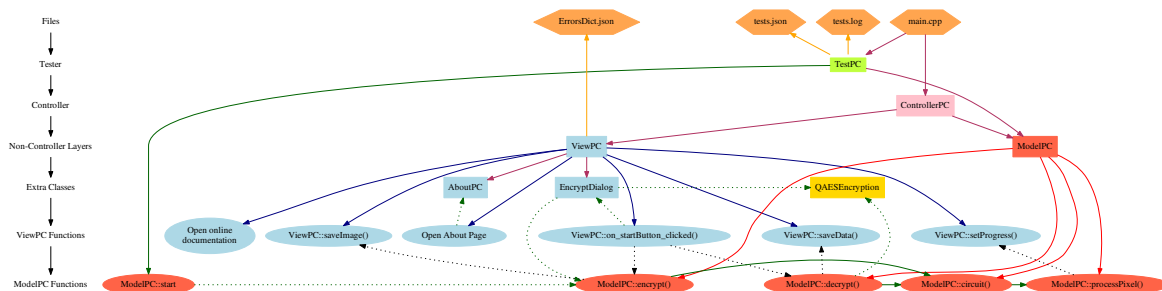 Files
ErrorsDict.json
tests.json
tests.log
main.cpp
Tester
TestPC
Controller
ControllerPC
Non-Controller Layers
ViewPC
ModelPC
Extra Classes
AboutPC
EncryptDialog
QAESEncryption
ViewPC Functions
Open online
documentation
ViewPC::saveImage()
Open About Page
ViewPC::on_startButton_clicked()
ViewPC::saveData()
ViewPC::setProgress()
ModelPC Functions
ModelPC::start
ModelPC::encrypt()
ModelPC::decrypt()
ModelPC::circuit()
ModelPC::processPixel()